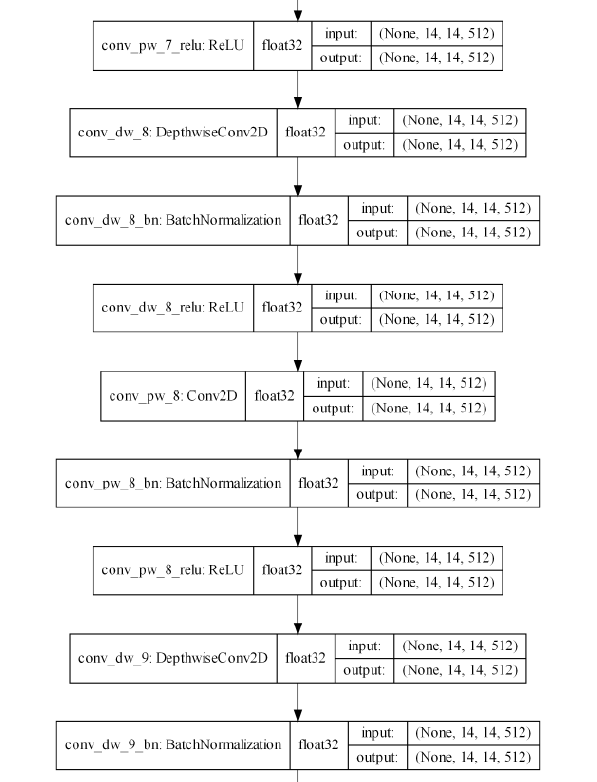 conv_pw_7_relu: ReLU float32 input: (None, 14, 14, 512)
output: (None, 14, 14, 512)
conv_dw_8: DepthwiseConv2D float32 input: (None, 14, 14, 512)
output: (None, 14, 14, 512)
conv_dw_8_bn: BatchNormalization float32 input: (None, 14, 14, 512)
output: (None, 14, 14, 512)
conv_dw_8_relu: ReLU float32 input: (None, 14, 14, 512)
output: (None, 14, 14, 512)
conv_pw_8: Conv2D float32 input: (None, 14, 14, 512)
output: (None, 14, 14, 512)
conv_pw_8_bn: BatchNormalization float32 input: (None, 14, 14, 512)
output: (None, 14, 14, 512)
conv_pw_8_relu: ReLU float32 input: (None, 14, 14, 512)
output: (None, 14, 14, 512)
conv_dw_9: DepthwiseConv2D float32 input: (None, 14, 14, 512)
output: (None, 14, 14, 512)
conv_dw_9_bn: BatchNormalization float32 input: (None, 14, 14, 512)
output: (None, 14, 14, 512)